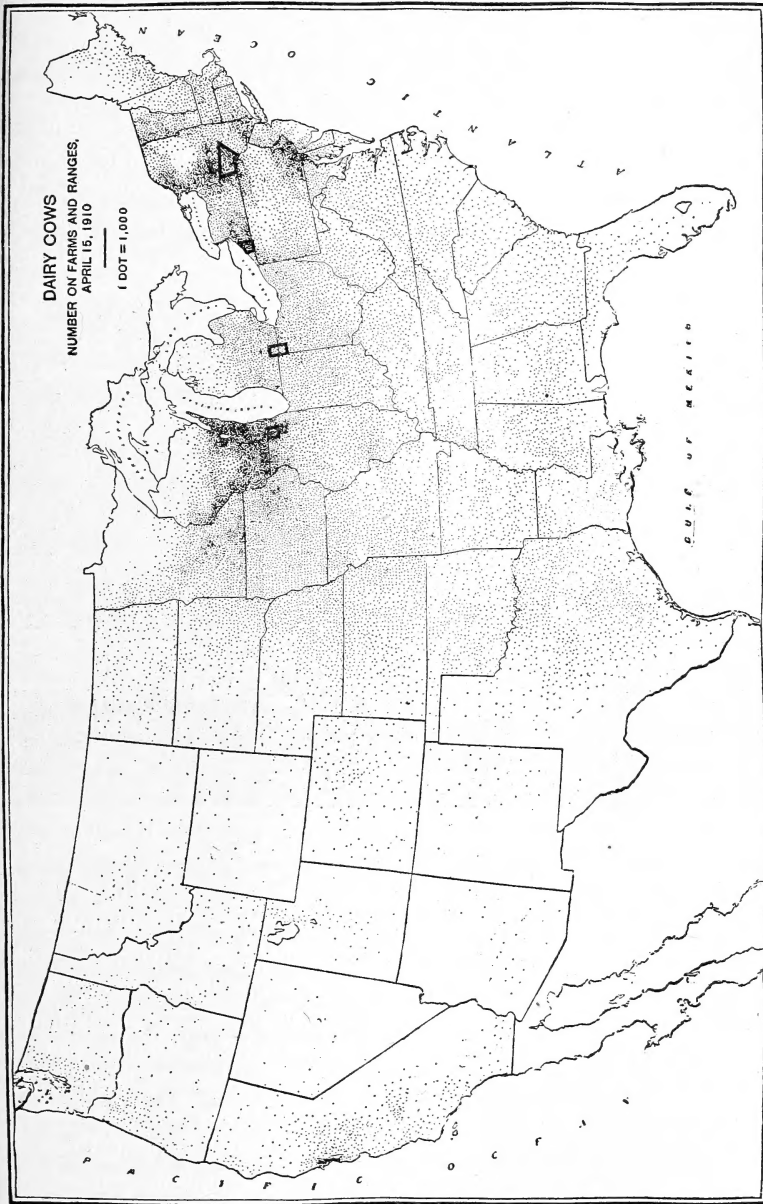 DAIRY COWS
NUMBER ON FARMS AND RANGES,
APRIL 15, 1910
1 DOT = 1,000
ATLANTIC OCEAN
GULF OF MEXICO
PACIFIC OCEAN